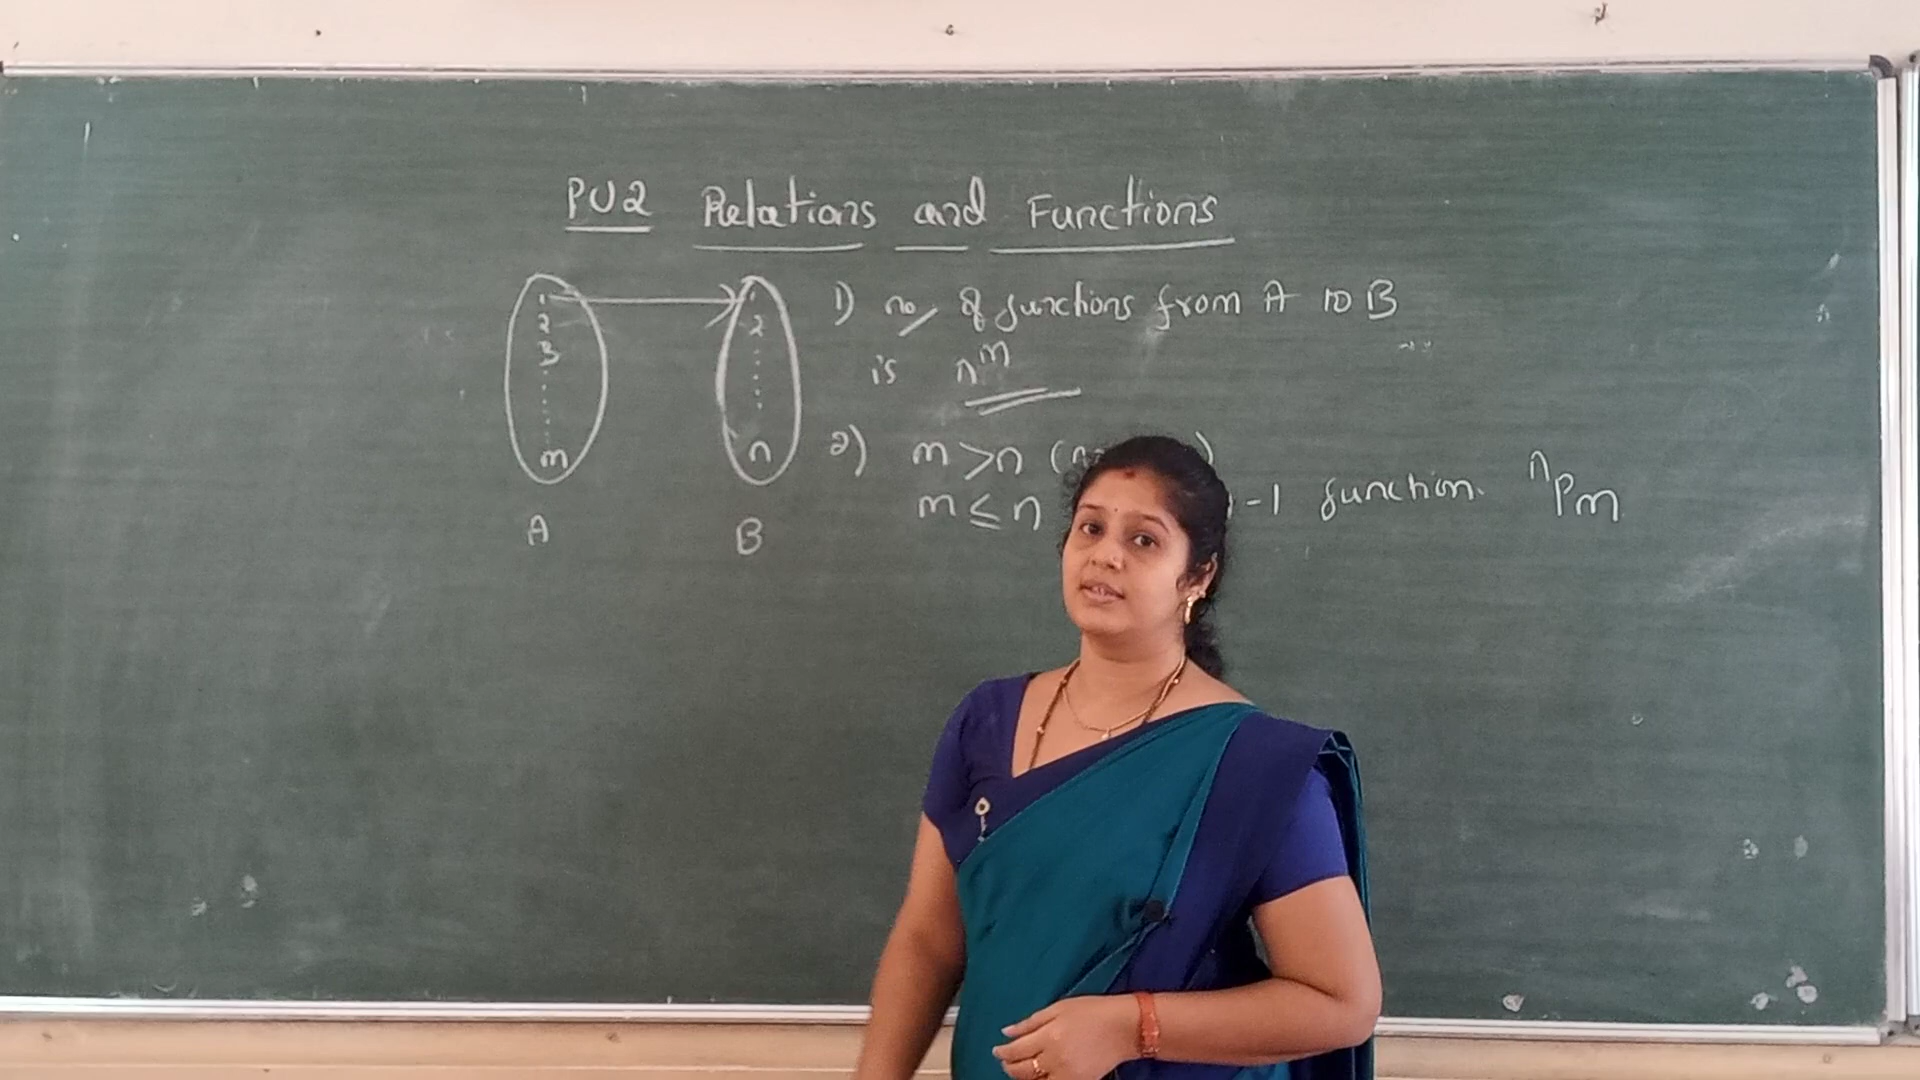 PU2 Relations and Functions
1
2
3
m
A
1
2
n
B
1) no/ of functions from A to B
is n^m
2) m>n (n
m≤n -1 function. nPm